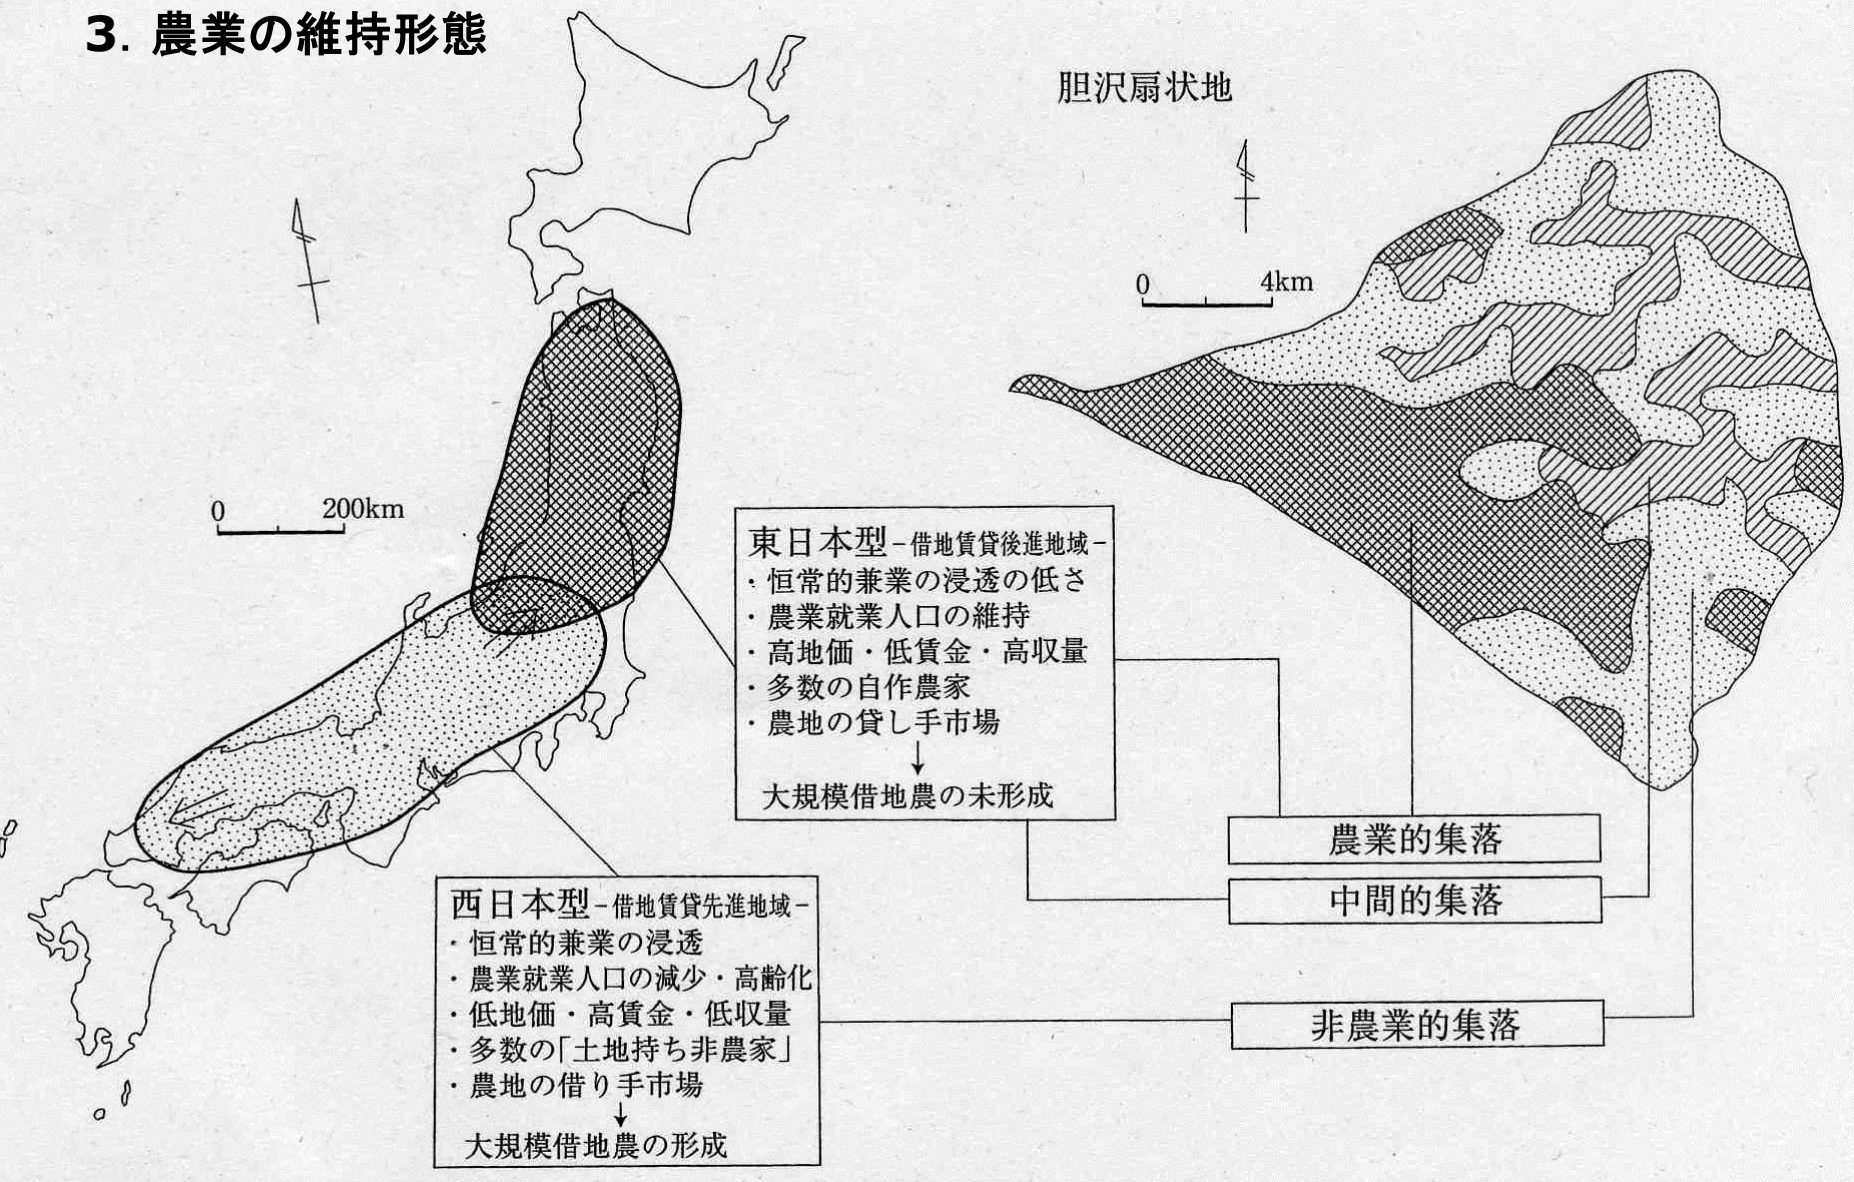 3. 農業の維持形態
胆沢扇状地
0 4km
0 200km
東日本型-借地賃貸後進地域-
・恒常的兼業の浸透の低さ
・農業就業人口の維持
・高地価・低賃金・高収量
・多数の自作農家
・農地の貸し手市場
↓
大規模借地農の未形成
農業的集落
中間的集落
西日本型-借地賃貸先進地域-
・恒常的兼業の浸透
・農業就業人口の減少・高齢化
・低地価・高賃金・低収量
・多数の「土地持ち非農家」
・農地の借り手市場
↓
大規模借地農の形成
非農業的集落